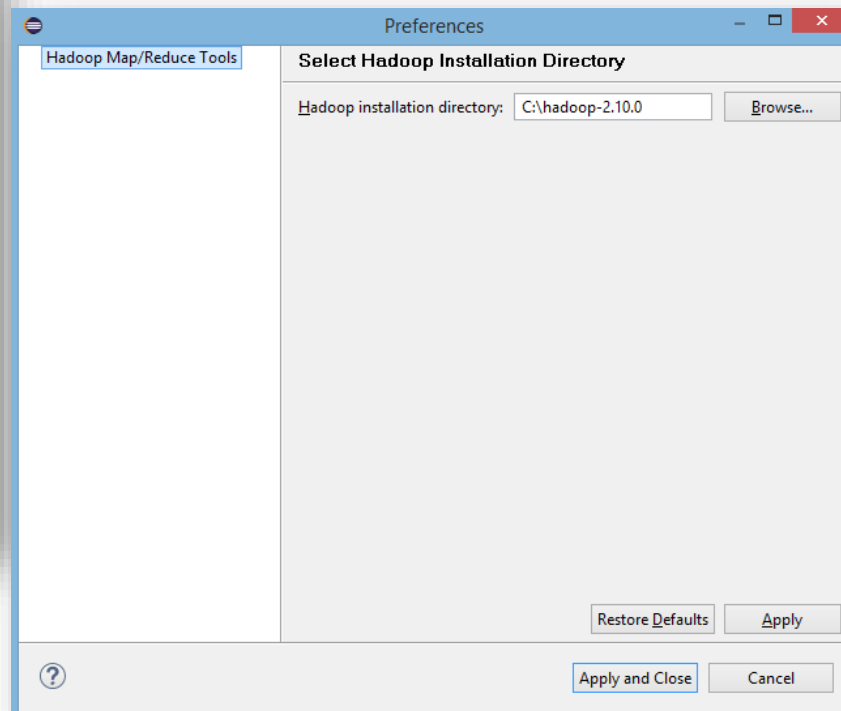 Preferences
Hadoop Map/Reduce Tools
Select Hadoop Installation Directory
Hadoop installation directory: C:\hadoop-2.10.0 Browse...
Restore Defaults Apply
? Apply and Close Cancel